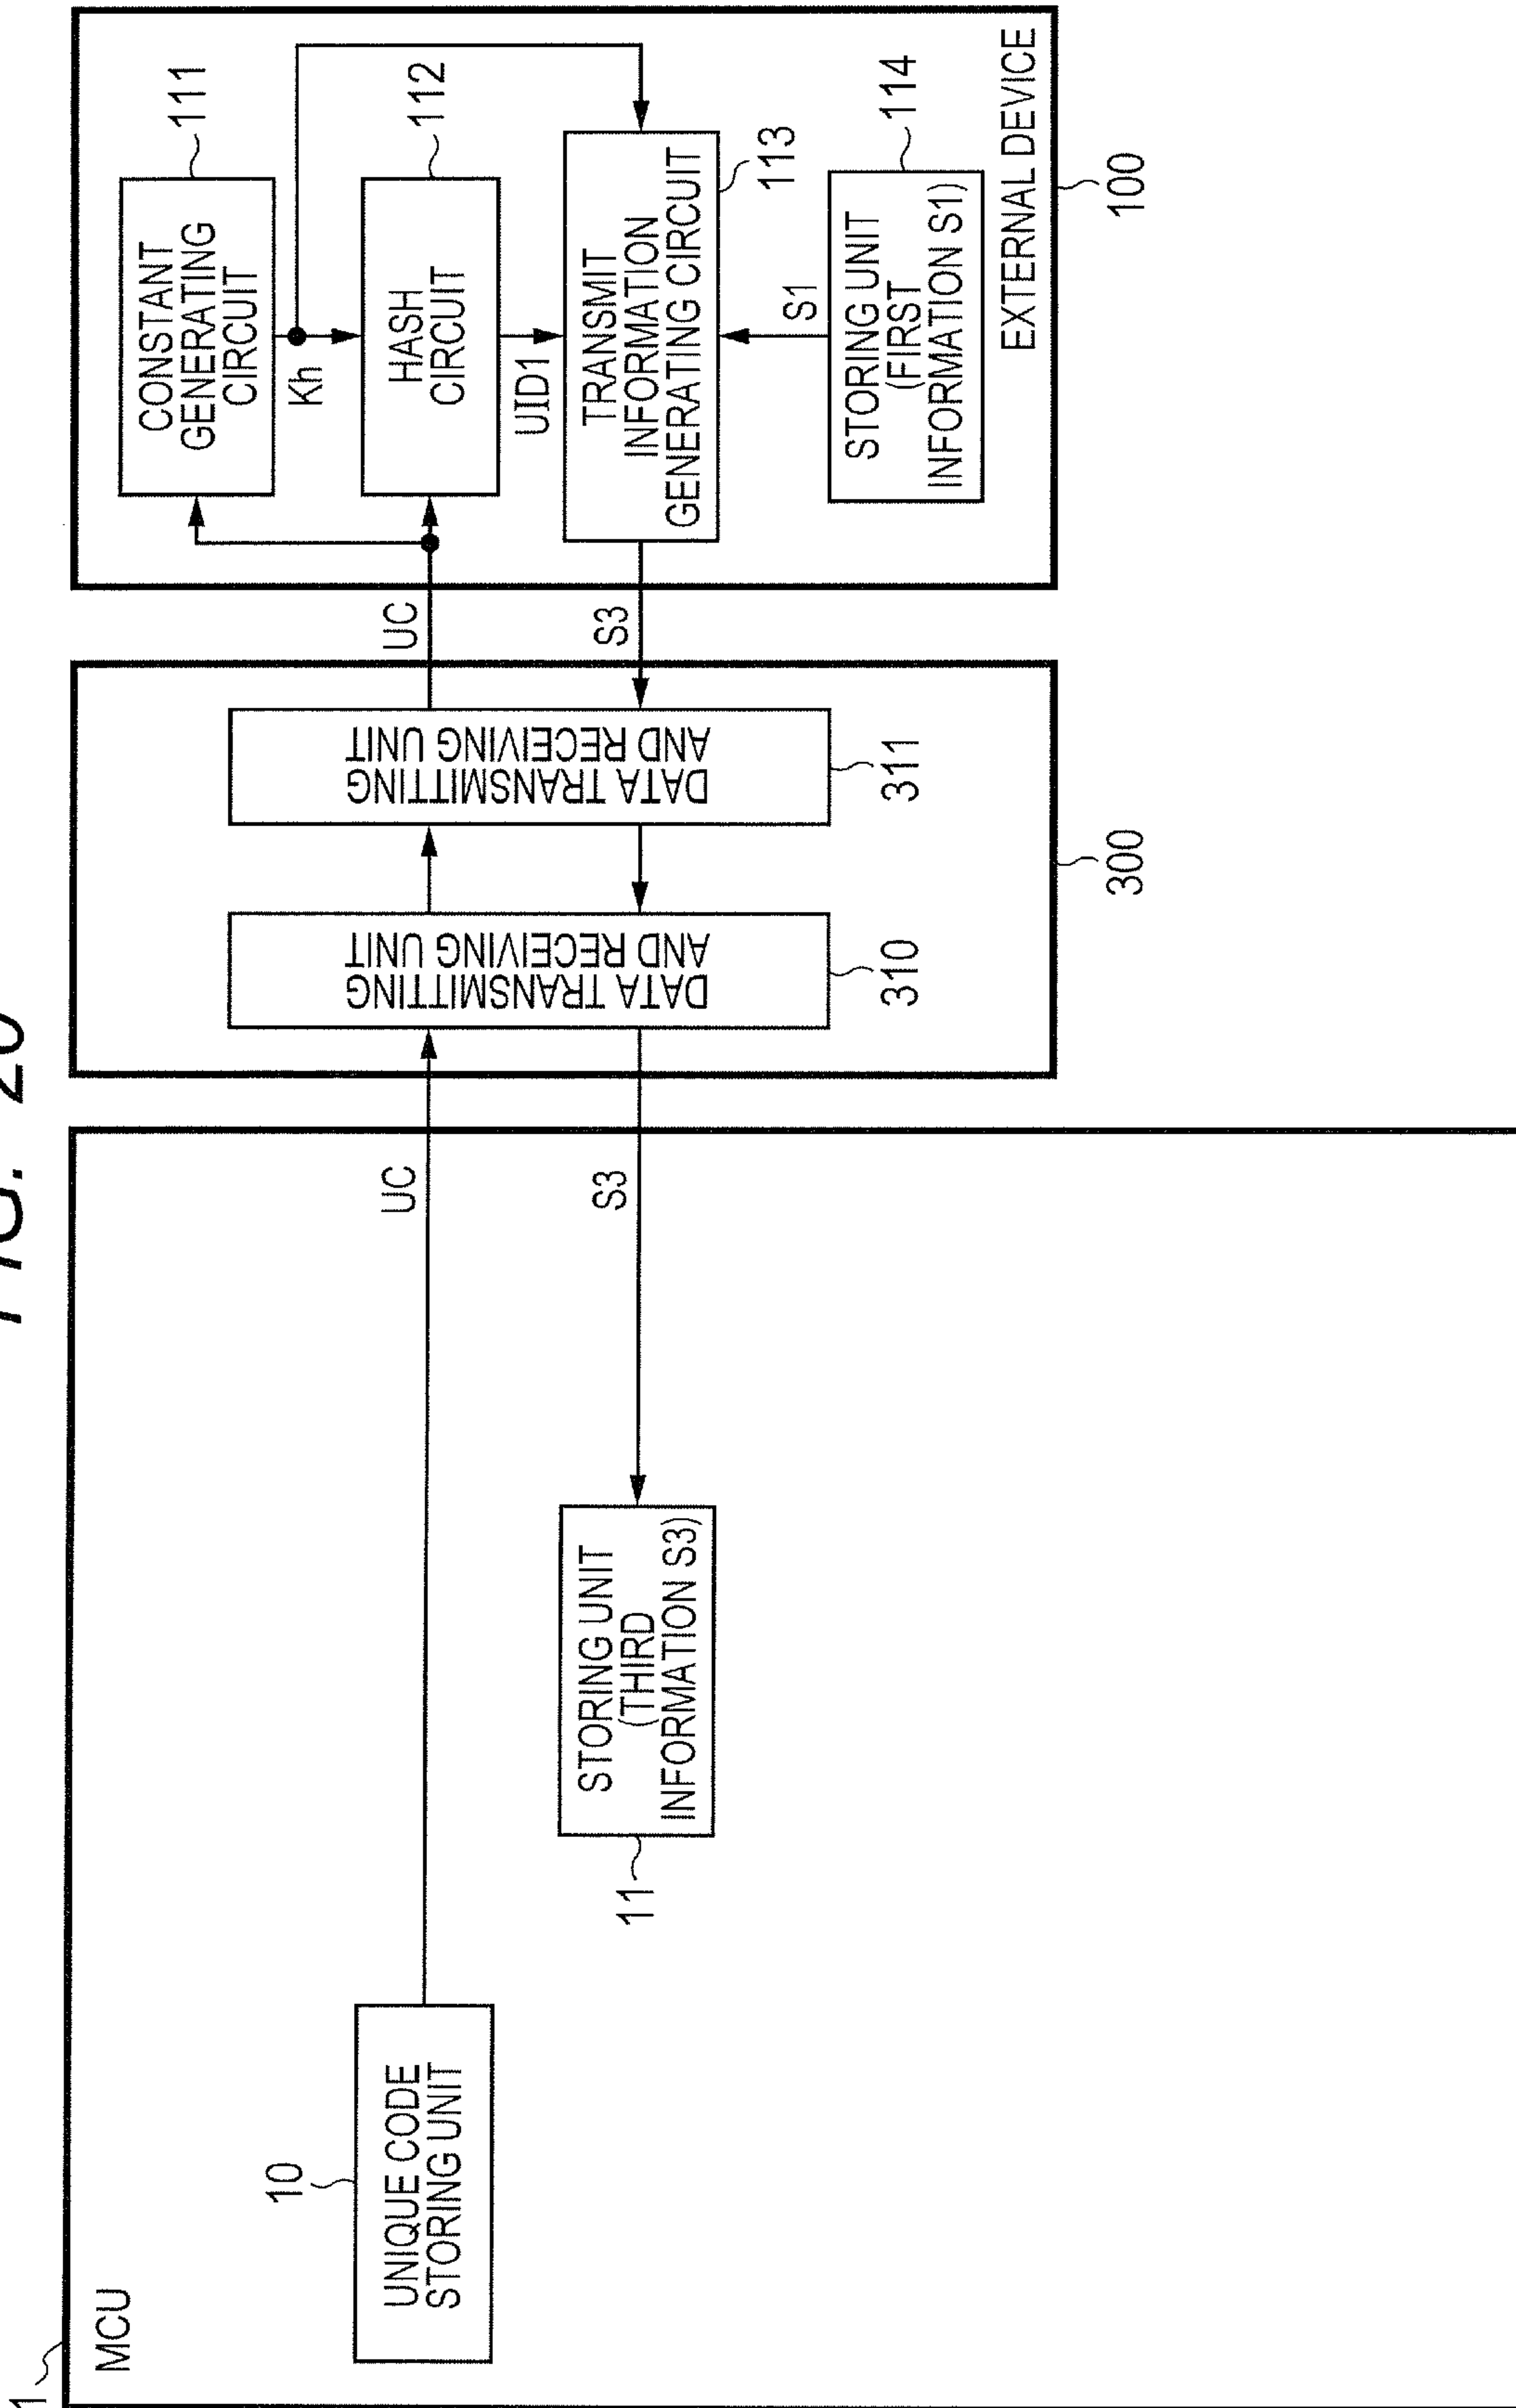 FIG. 20
1
MCU
10
UNIQUE CODE
STORING UNIT
UC
S3
STORING UNIT
(THIRD
INFORMATION S3)
11
DATA TRANSMITTING
AND RECEIVING UNIT
310
DATA TRANSMITTING
AND RECEIVING UNIT
311
300
UC
S3
CONSTANT
GENERATING
CIRCUIT
111
Kh
HASH
CIRCUIT
112
UID1
TRANSMIT
INFORMATION
GENERATING CIRCUIT
113
S1
STORING UNIT
(FIRST
INFORMATION S1)
114
EXTERNAL DEVICE
100